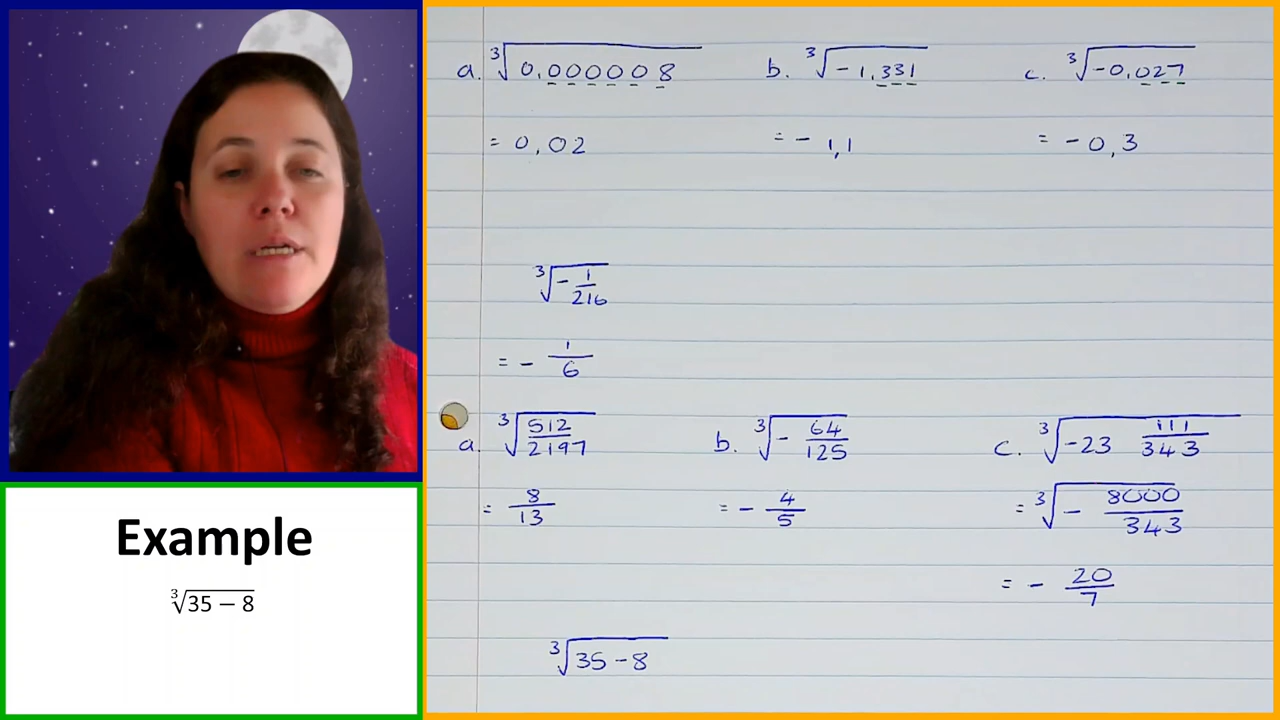 a. ∛0,000008 b. ∛-1,331 c. ∛-0,027
= 0,02 = - 1,1 = - 0,3
∛-1/216
= - 1/6
a. ∛512/2197 b. ∛- 64/125 c. ∛-23 111/343
= 8/13 = - 4/5 = ∛- 8000/343
= - 20/7
∛35 - 8
Example
∛35 − 8